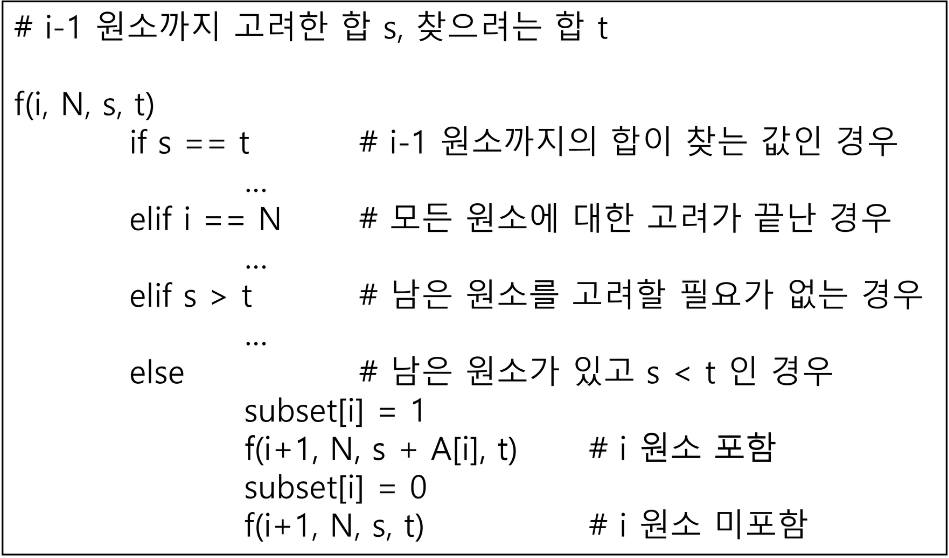 # i-1 원소까지 고려한 합 s, 찾으려는 합 t
f(i, N, s, t)
if s == t # i-1 원소까지의 합이 찾는 값인 경우
...
elif i == N # 모든 원소에 대한 고려가 끝난 경우
...
elif s > t # 남은 원소를 고려할 필요가 없는 경우
...
else # 남은 원소가 있고 s < t 인 경우
subset[i] = 1
f(i+1, N, s + A[i], t) # i 원소 포함
subset[i] = 0
f(i+1, N, s, t) # i 원소 미포함